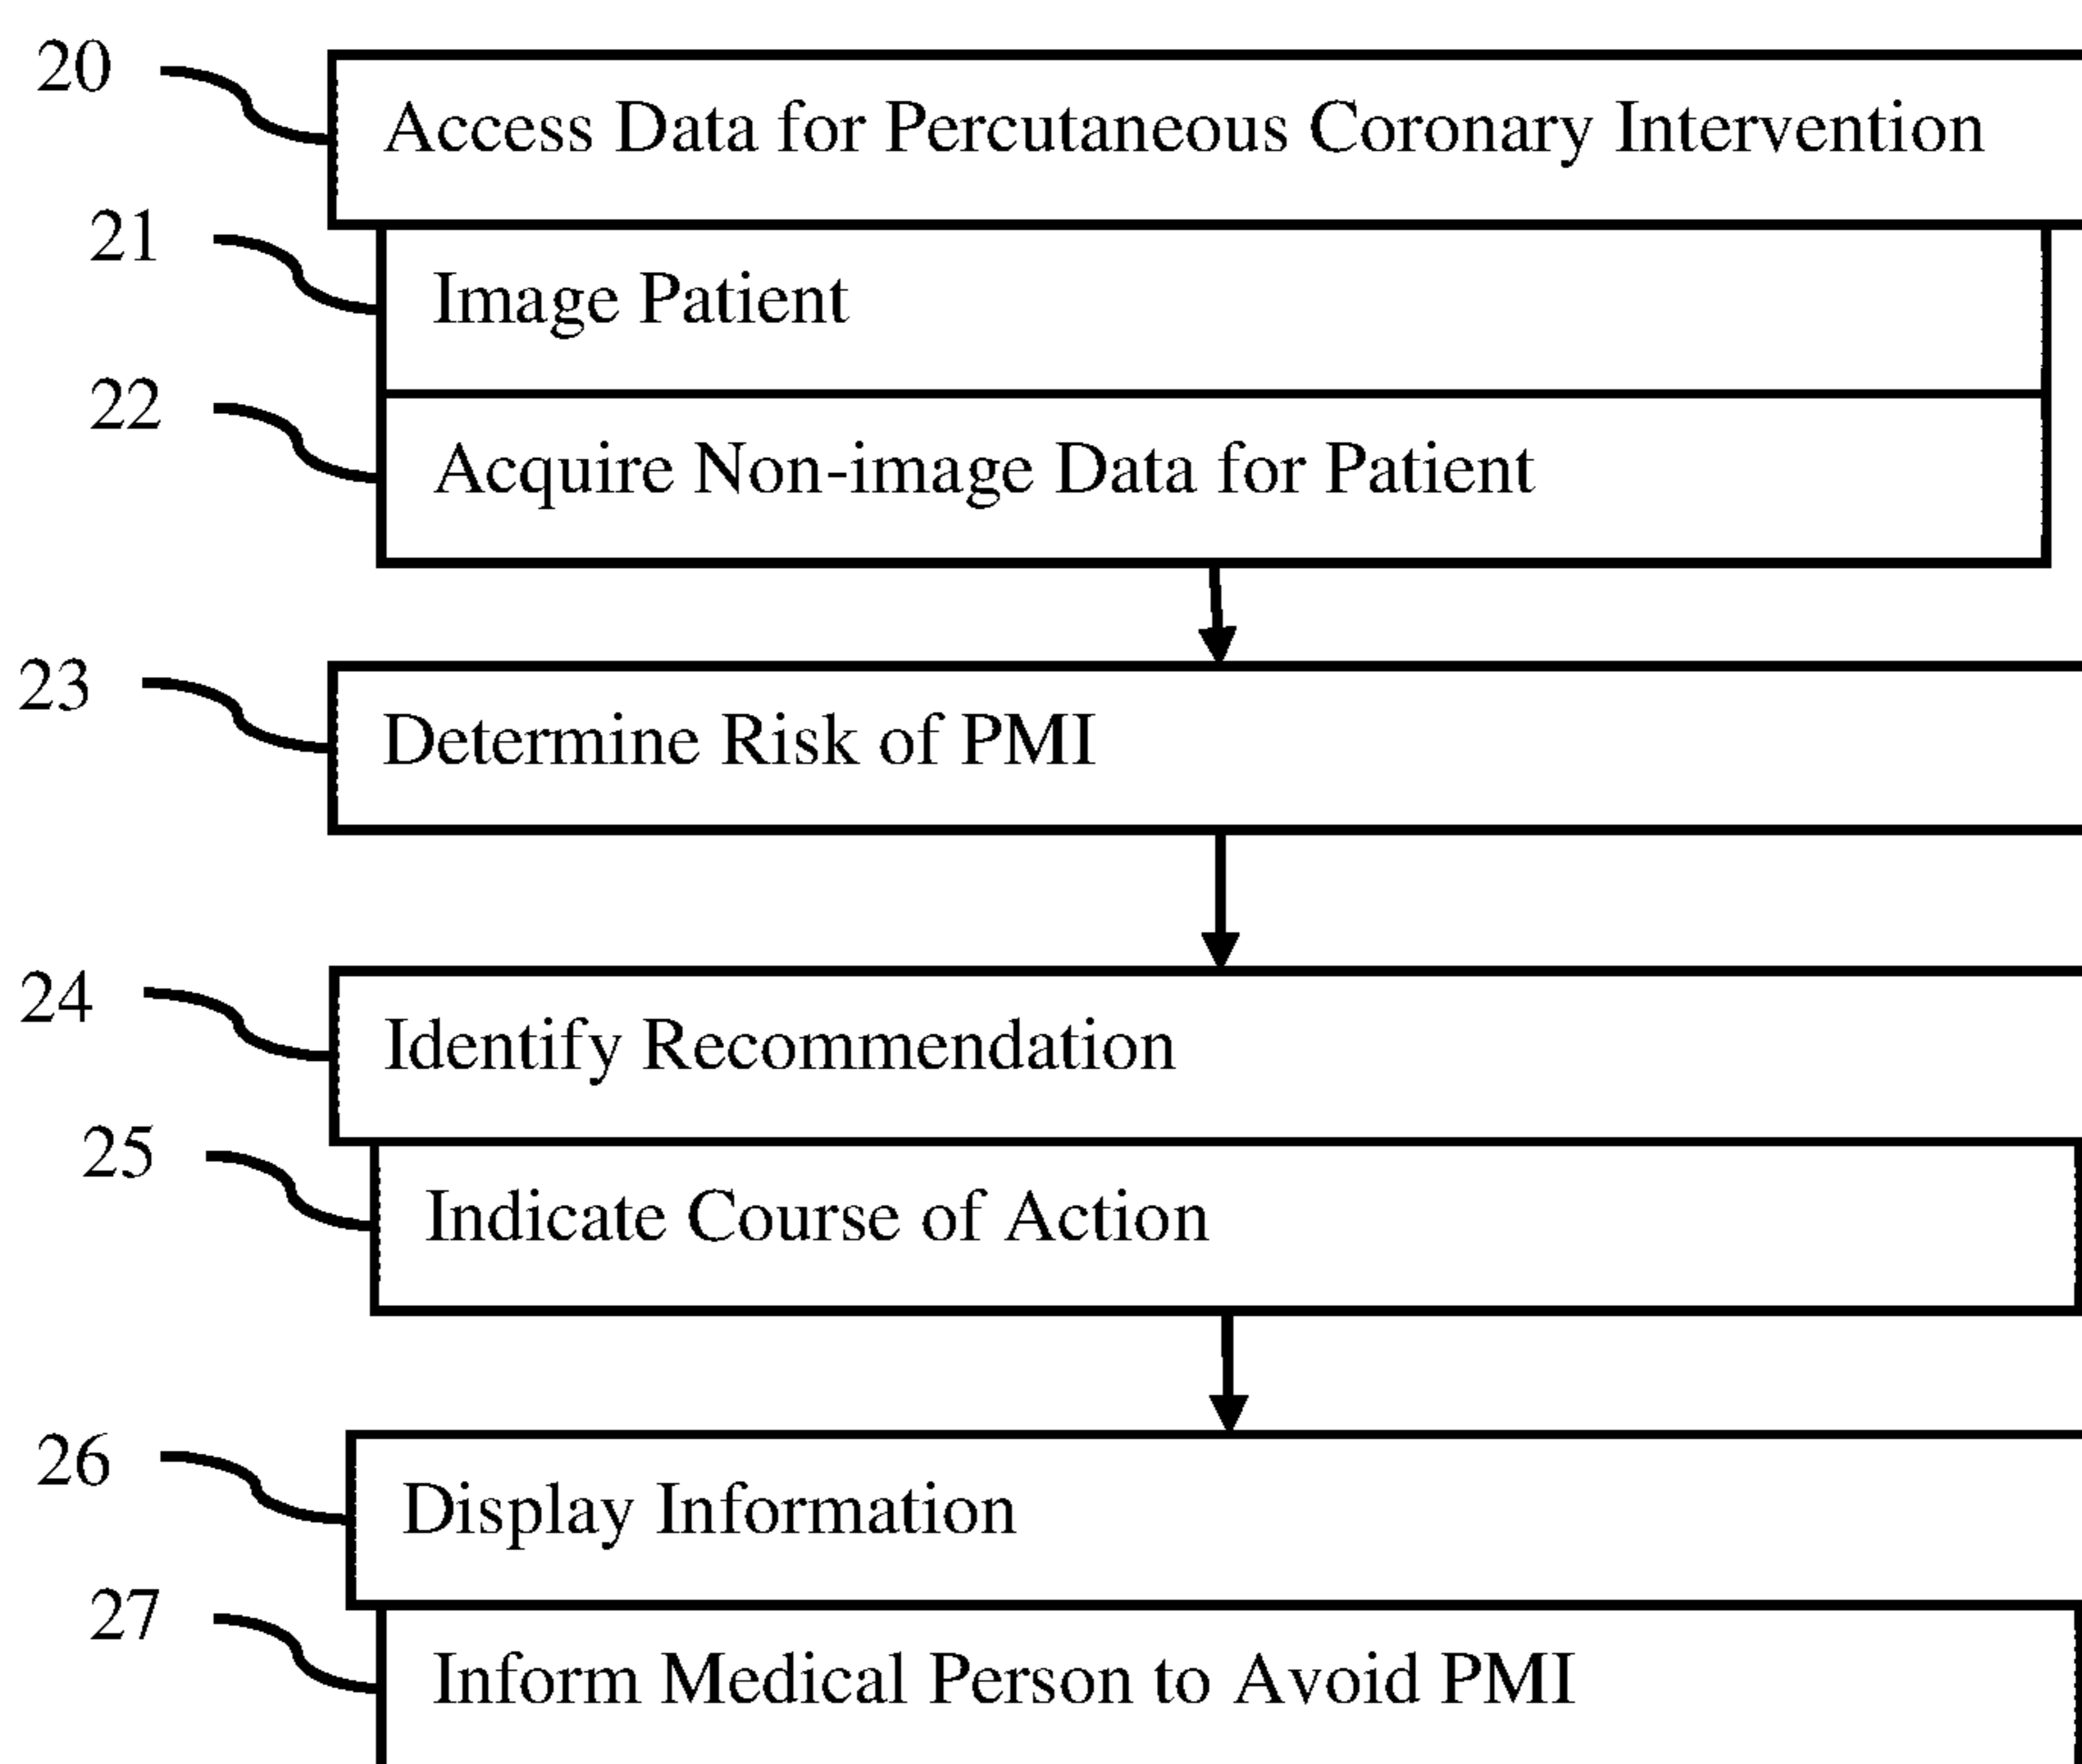 20
Access Data for Percutaneous Coronary Intervention
21
Image Patient
22
Acquire Non-image Data for Patient
23
Determine Risk of PMI
24
Identify Recommendation
25
Indicate Course of Action
26
Display Information
27
Inform Medical Person to Avoid PMI